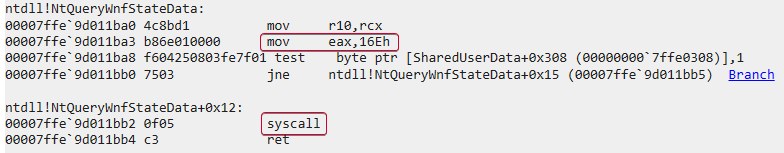 ntdll!NtQueryWnfStateData:
00007ffe`9d011ba0 4c8bd1 mov r10,rcx
00007ffe`9d011ba3 b86e010000 mov eax,16Eh
00007ffe`9d011ba8 f604250803fe7f01 test byte ptr [SharedUserData+0x308 (00000000`7ffe0308)],1
00007ffe`9d011bb0 7503 jne ntdll!NtQueryWnfStateData+0x15 (00007ffe`9d011bb5) Branch
ntdll!NtQueryWnfStateData+0x12:
00007ffe`9d011bb2 0f05 syscall
00007ffe`9d011bb4 c3 ret